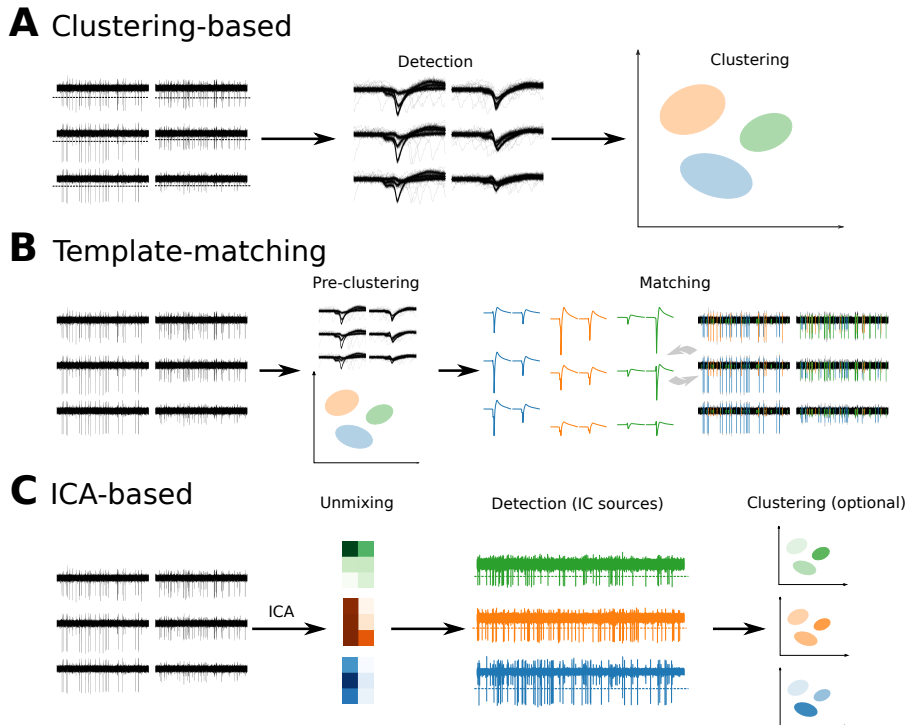 A Clustering-based
Detection
Clustering
B Template-matching
Pre-clustering
Matching
C ICA-based
Unmixing
Detection (IC sources)
Clustering (optional)
ICA